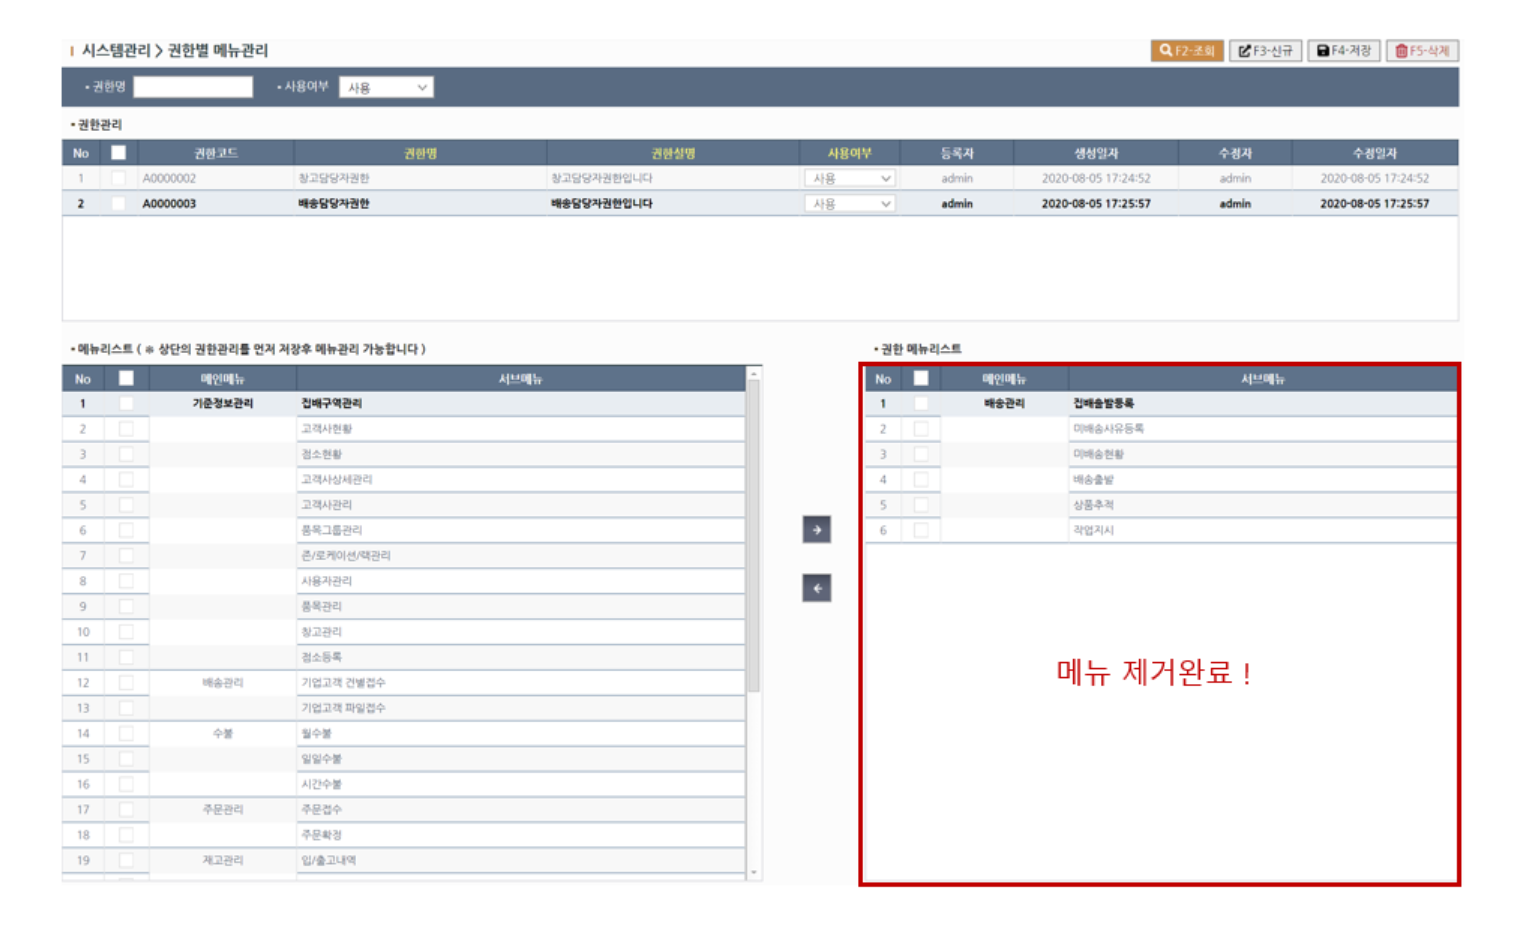 시스템관리 > 권한별 메뉴관리 F2-조회 F3-신규 F4-저장 F5-삭제
• 권한명 • 사용여부 사용
• 권한관리
No 권한코드 권한명 권한설명 사용여부 등록자 생성일자 수정자 수정일자
1 A0000002 창고담당자권한 창고담당자권한입니다 사용 admin 2020-08-05 17:24:52 admin 2020-08-05 17:24:52
2 A0000003 배송담당자권한 배송담당자권한입니다 사용 admin 2020-08-05 17:25:57 admin 2020-08-05 17:25:57
• 메뉴리스트 ( ※ 상단의 권한관리를 먼저 저장후 메뉴관리 가능합니다 )
No 메인메뉴 서브메뉴
1 기준정보관리 집배구역관리
2 고객사현황
3 점소현황
4 고객사상세관리
5 고객사관리
6 품목그룹관리
7 존/로케이션/랙관리
8 사용자관리
9 품목관리
10 창고관리
11 점소등록
12 배송관리 기업고객 건별접수
13 기업고객 파일접수
14 수불 월수불
15 일일수불
16 시간수불
17 주문관리 주문접수
18 주문확정
19 재고관리 입/출고내역
• 권한 메뉴리스트
No 메인메뉴 서브메뉴
1 배송관리 집배출발등록
2 미배송사유등록
3 미배송현황
4 배송출발
5 상품추적
6 작업지시
메뉴 제거완료 !